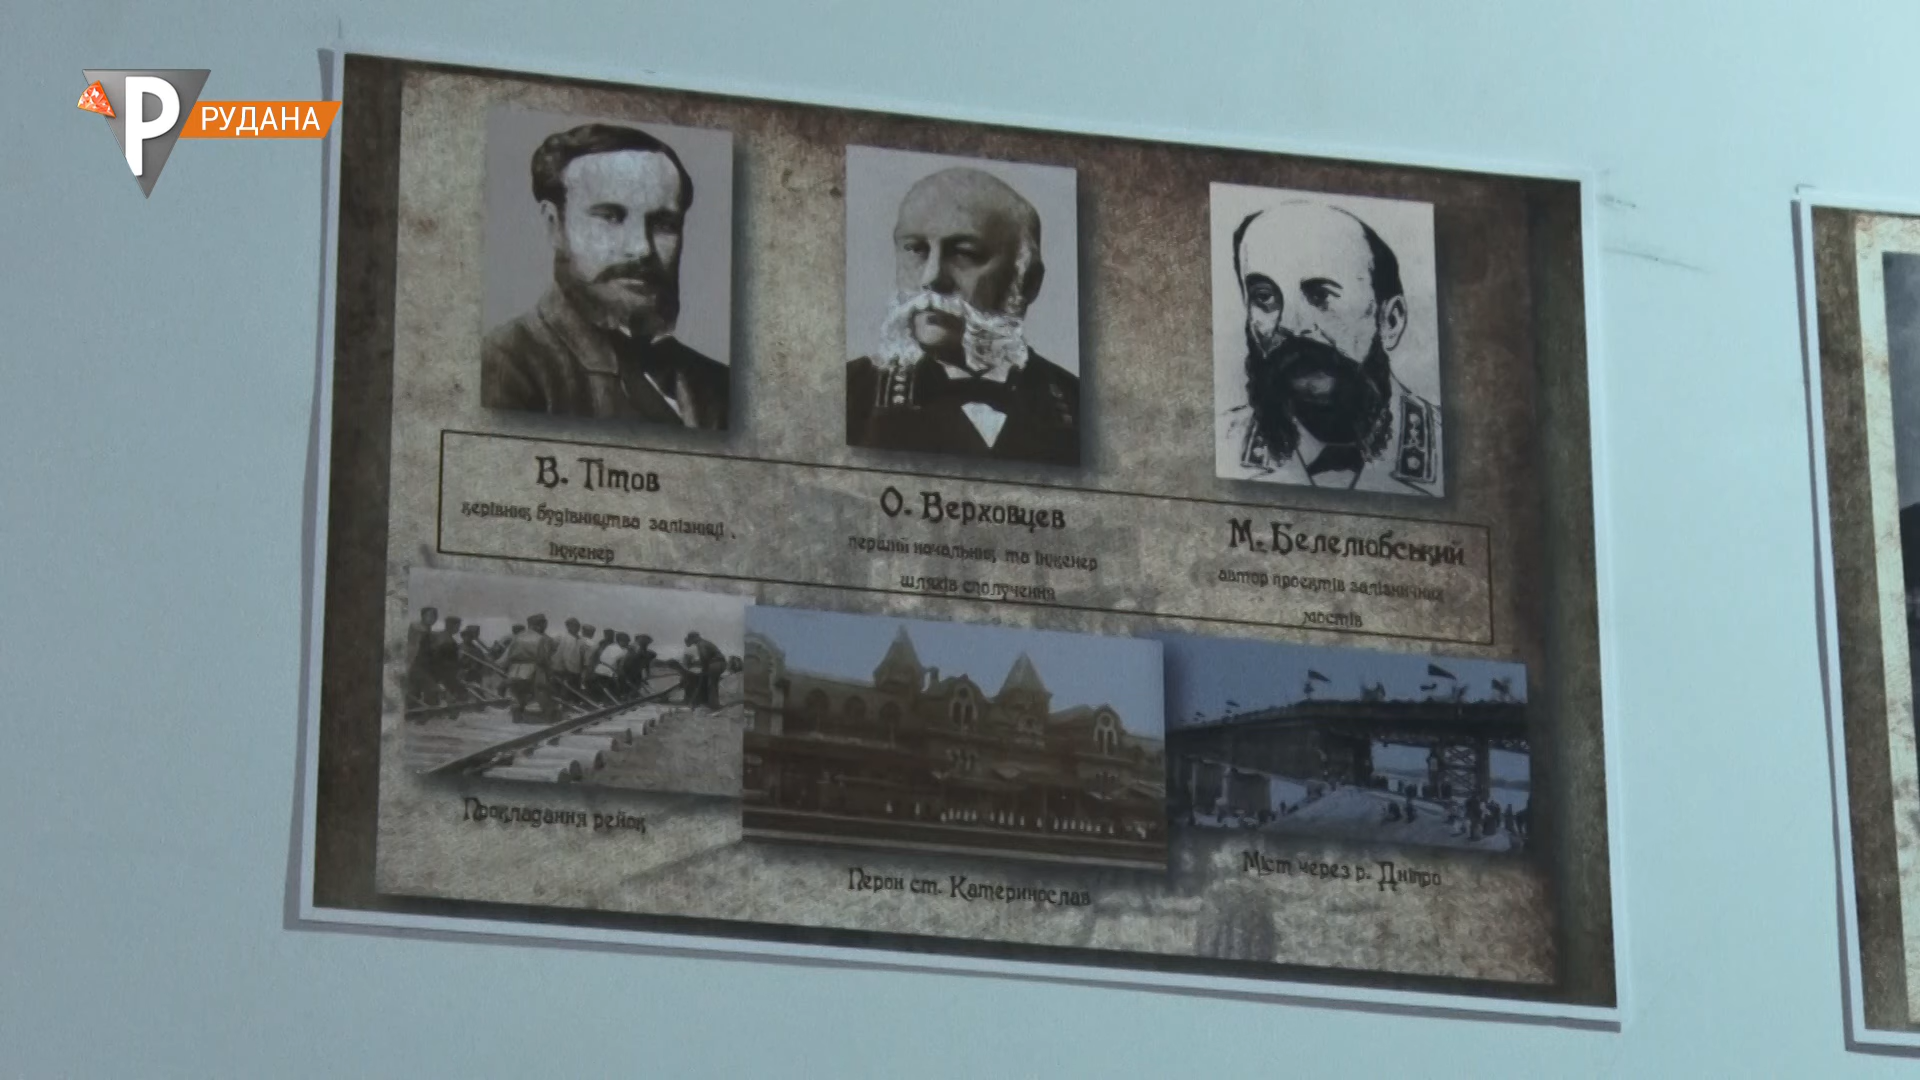 РУДАНА
В. Тітов
керівник будівництва залізниці .
Інженер
О. Верховцев
перший начальник та інженер
шляхів сполучення
М. Белелюбський
автор проєктів залізничних
мостів
Прокладання рейок
Перон ст. Катеринослав
Міст через р. Дніпро